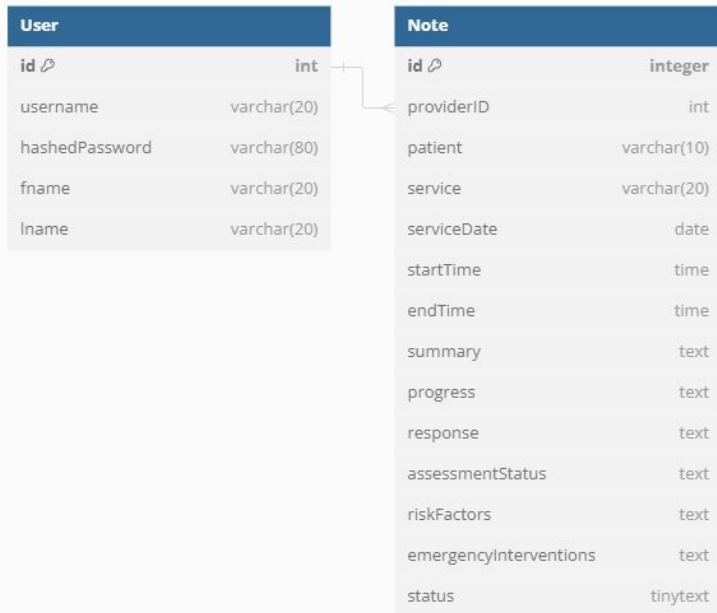 User
id int
username varchar(20)
hashedPassword varchar(80)
fname varchar(20)
lname varchar(20)
Note
id integer
providerID int
patient varchar(10)
service varchar(20)
serviceDate date
startTime time
endTime time
summary text
progress text
response text
assessmentStatus text
riskFactors text
emergencyInterventions text
status tinytext